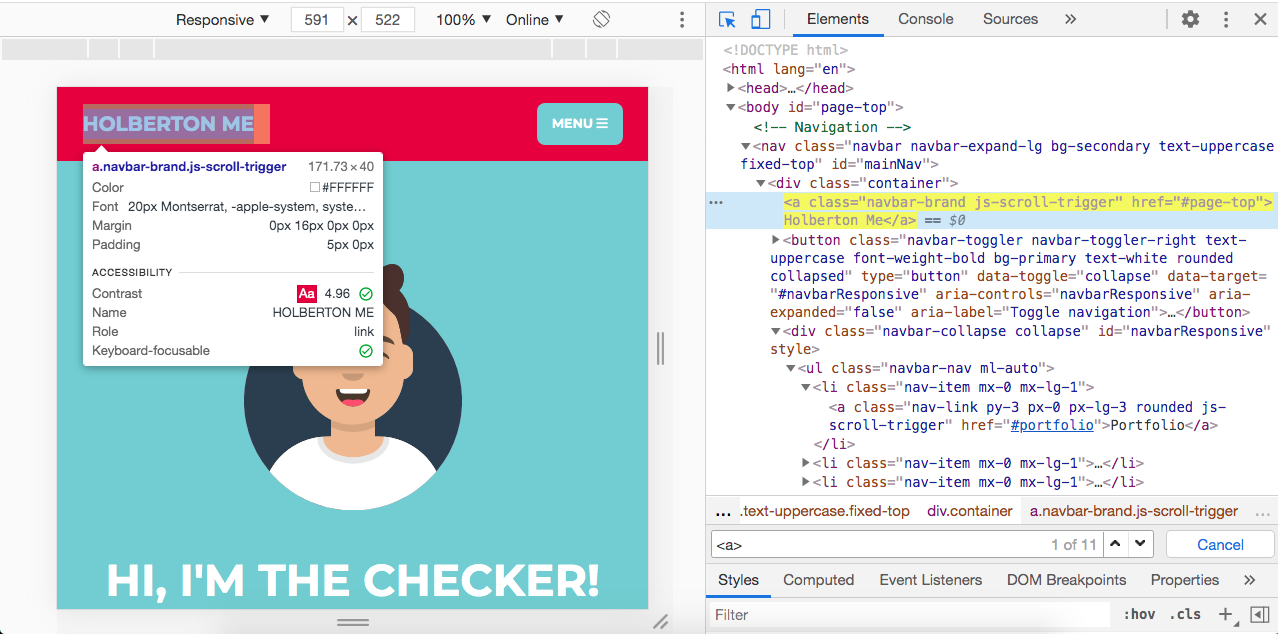 Responsive ▼ 591 × 522 100% ▼ Online ▼
HOLBERTON ME
MENU ☰
a.navbar-brand.js-scroll-trigger 171.73 × 40
Color #FFFFFF
Font 20px Montserrat, -apple-system, syste…
Margin 0px 16px 0px 0px
Padding 5px 0px
ACCESSIBILITY
Contrast Aa 4.96
Name HOLBERTON ME
Role link
Keyboard-focusable
HI, I'M THE CHECKER!
Elements Console Sources »
<!DOCTYPE html>
<html lang="en">
▶<head>…</head>
▼<body id="page-top">
<!-- Navigation -->
▼<nav class="navbar navbar-expand-lg bg-secondary text-uppercase
fixed-top" id="mainNav">
▼<div class="container">
… <a class="navbar-brand js-scroll-trigger" href="#page-top">
Holberton Me</a> == $0
▶<button class="navbar-toggler navbar-toggler-right text-
uppercase font-weight-bold bg-primary text-white rounded
collapsed" type="button" data-toggle="collapse" data-target=
"#navbarResponsive" aria-controls="navbarResponsive" aria-
expanded="false" aria-label="Toggle navigation">…</button>
▼<div class="navbar-collapse collapse" id="navbarResponsive"
style>
▼<ul class="navbar-nav ml-auto">
▼<li class="nav-item mx-0 mx-lg-1">
<a class="nav-link py-3 px-0 px-lg-3 rounded js-
scroll-trigger" href="#portfolio">Portfolio</a>
</li>
▶<li class="nav-item mx-0 mx-lg-1">…</li>
▶<li class="nav-item mx-0 mx-lg-1">…</li>
… .text-uppercase.fixed-top div.container a.navbar-brand.js-scroll-trigger …
<a> 1 of 11 Cancel
Styles Computed Event Listeners DOM Breakpoints Properties »
Filter :hov .cls +